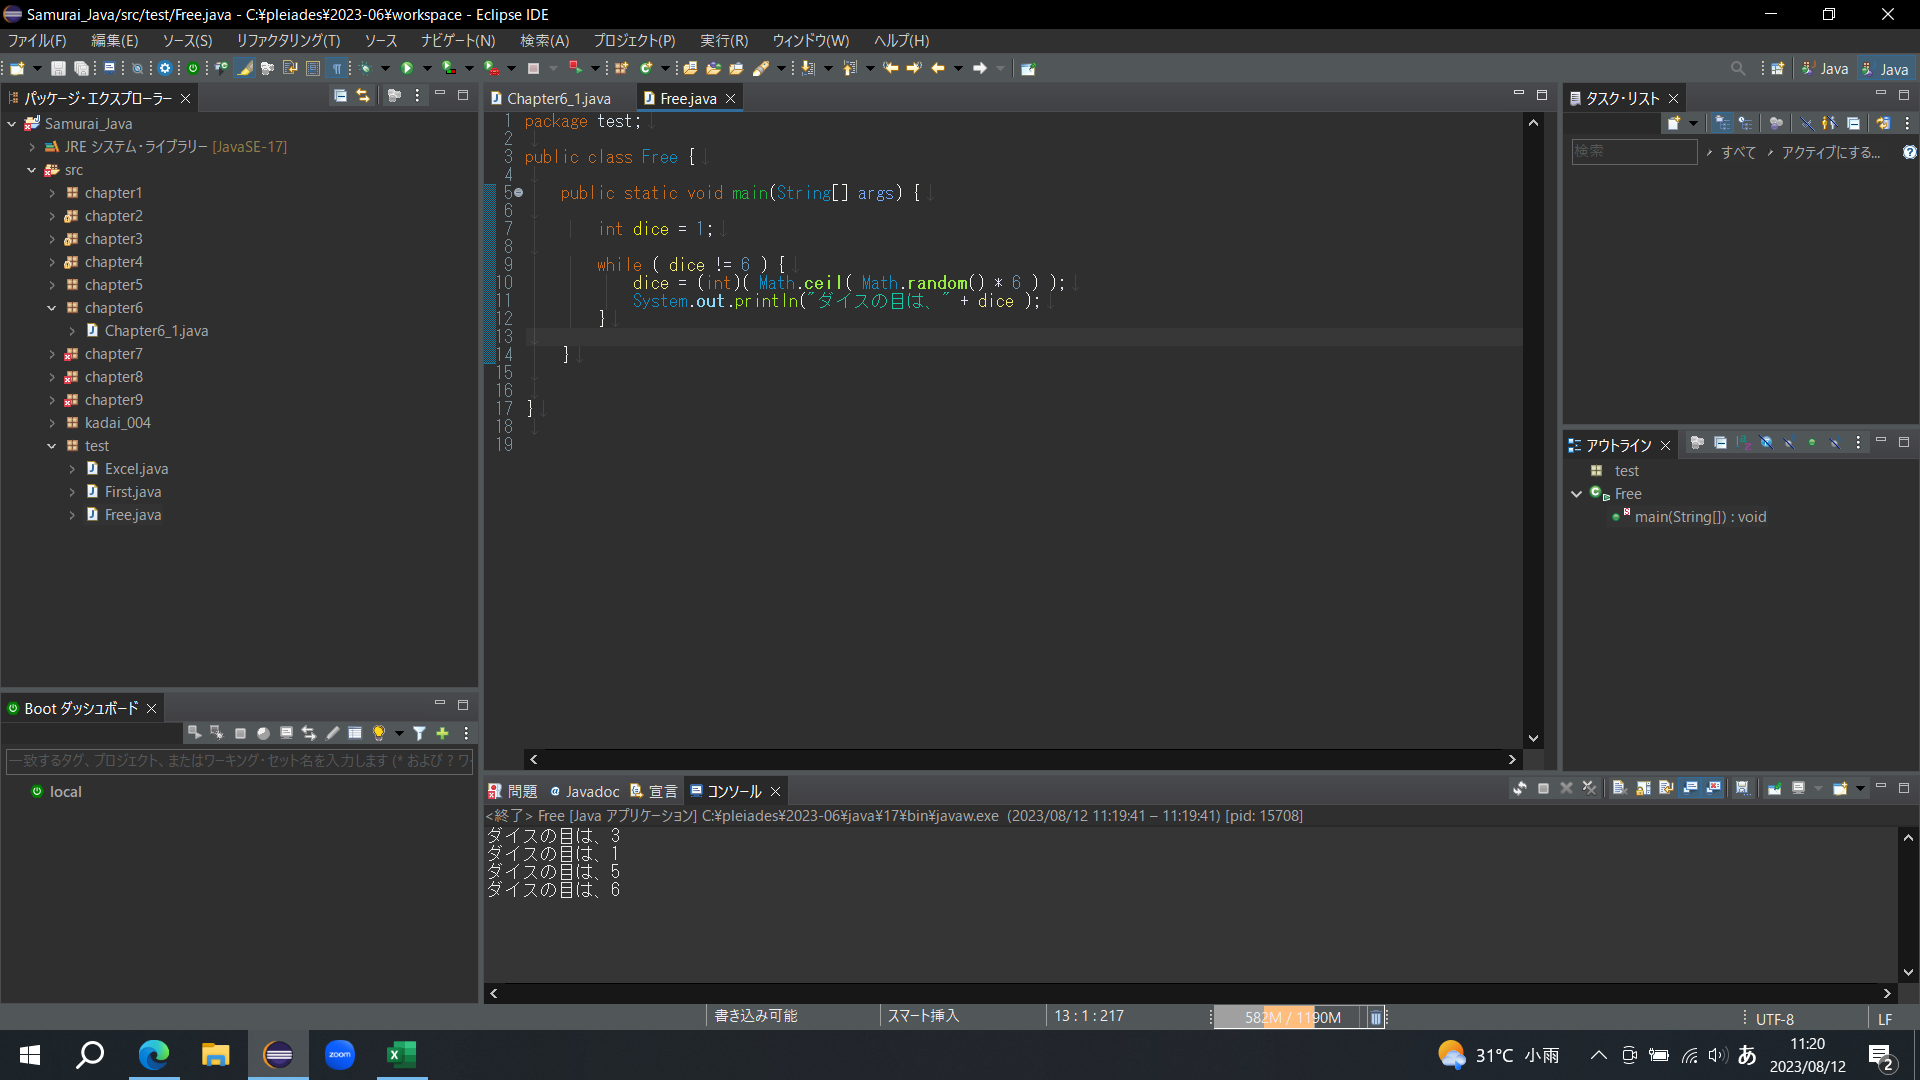 Samurai_Java/src/test/Free.java - C:¥pleiades¥2023-06¥workspace - Eclipse IDE
ファイル(F) 編集(E) ソース(S) リファクタリング(T) ソース ナビゲート(N) 検索(A) プロジェクト(P) 実行(R) ウィンドウ(W) ヘルプ(H)
Java Java
パッケージ・エクスプローラー
Samurai_Java
JRE システム・ライブラリー [JavaSE-17]
src
chapter1
chapter2
chapter3
chapter4
chapter5
chapter6
Chapter6_1.java
chapter7
chapter8
chapter9
kadai_004
test
Excel.java
First.java
Free.java
Boot ダッシュボード
一致するタグ、プロジェクト、またはワーキング・セット名を入力します (* および ? ワ
local
Chapter6_1.java Free.java
1 package test;
2
3 public class Free {
4
5 public static void main(String[] args) {
6
7 int dice = 1;
8
9 while ( dice != 6 ) {
10 dice = (int)( Math.ceil( Math.random() * 6 ) );
11 System.out.println("ダイスの目は、" + dice );
12 }
13
14 }
15
16
17 }
18
19
タスク・リスト
検索 すべて アクティブにする...
アウトライン
test
Free
main(String[]) : void
問題 Javadoc 宣言 コンソール
<終了> Free [Java アプリケーション] C:¥pleiades¥2023-06¥java¥17¥bin¥javaw.exe (2023/08/12 11:19:41 – 11:19:41) [pid: 15708]
ダイスの目は、3
ダイスの目は、1
ダイスの目は、5
ダイスの目は、6
書き込み可能 スマート挿入 13 : 1 : 217 582M / 1190M UTF-8 LF
zoom
31°C 小雨 あ 11:20
2023/08/12
2